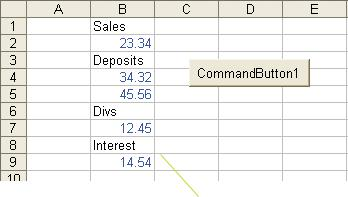 A B C D E
1 Sales
2 23.34
3 Deposits
4 34.32 CommandButton1
5 45.56
6 Divs
7 12.45
8 Interest
9 14.54
10